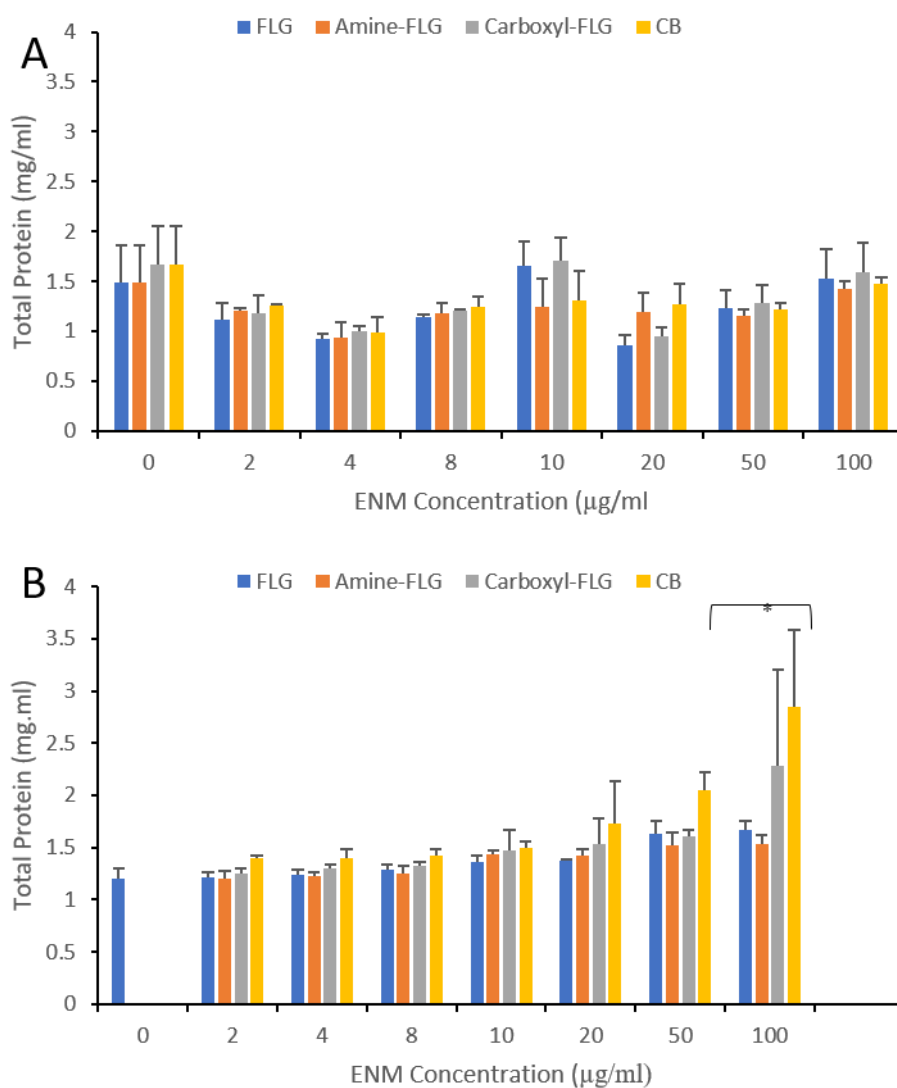 A
FLG Amine-FLG Carboxyl-FLG CB
4
3.5
3
2.5
2
1.5
1
0.5
0
Total Protein (mg/ml)
0 2 4 8 10 20 50 100
ENM Concentration (µg/ml
B
FLG Amine-FLG Carboxyl-FLG CB
*
4
3.5
3
2.5
2
1.5
1
0.5
0
Total Protein (mg.ml)
0 2 4 8 10 20 50 100
ENM Concentration (µg/ml)